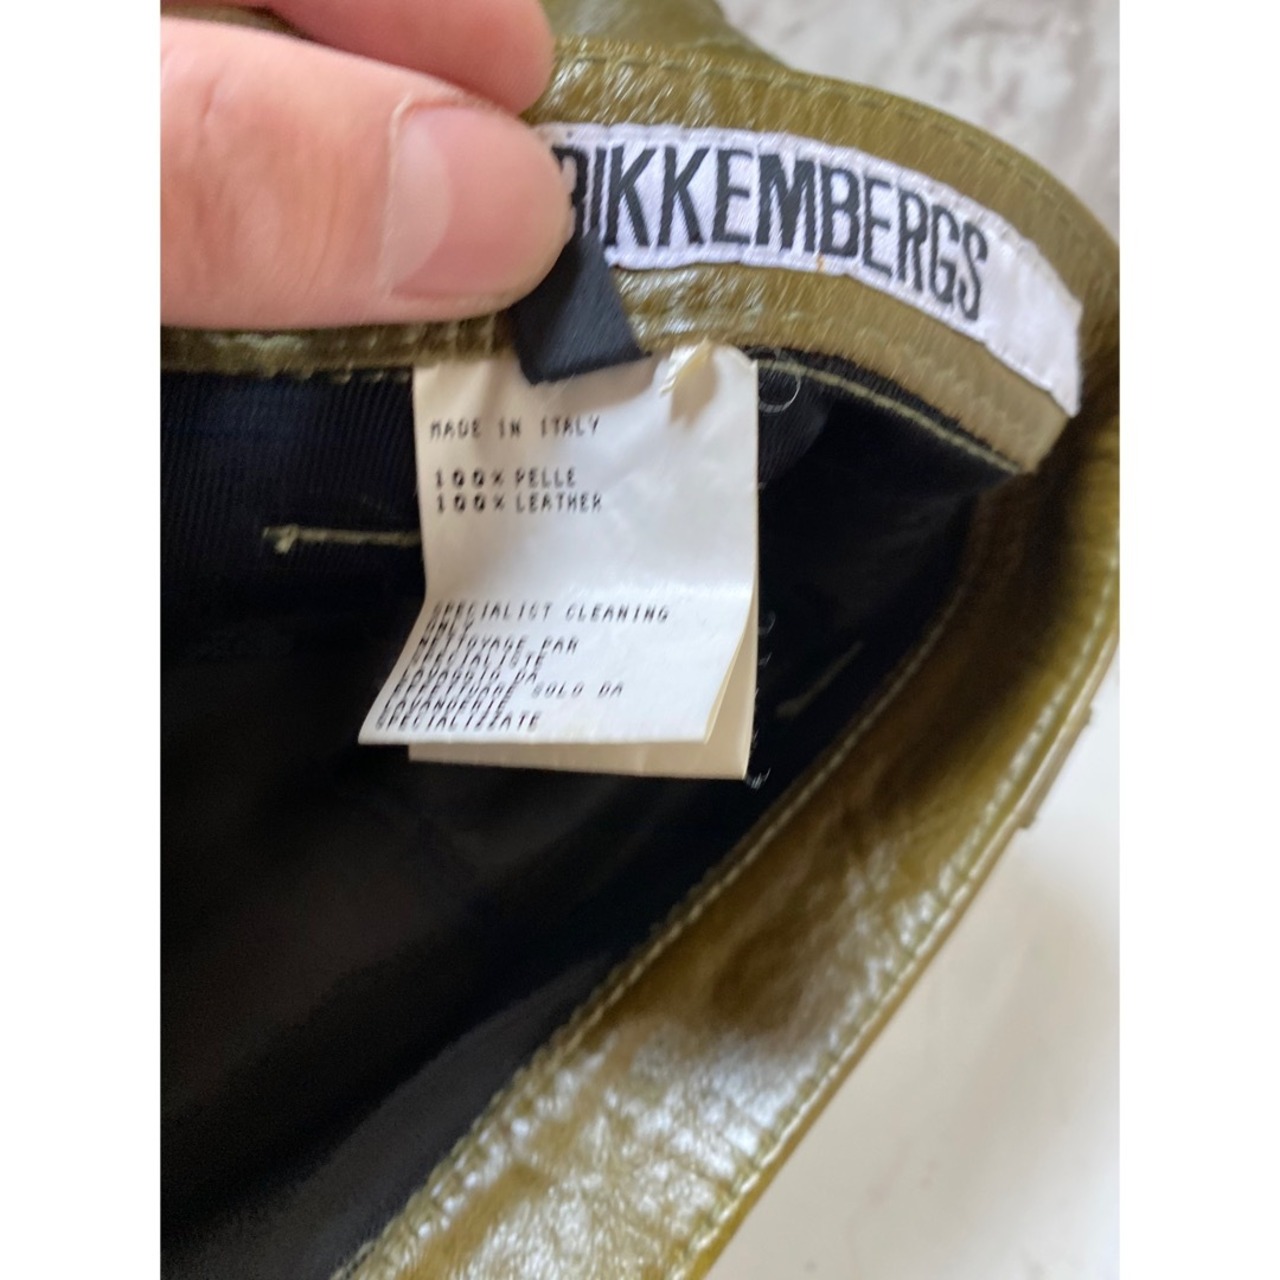 BIKKEMBERGS
MADE IN ITALY
100% PELLE
100% LEATHER
SPECIALIST CLEANING
ONLY
NETTOYAGE PAR
SPECIALISTE
LAVAGGIO DA
EFFETTUARE SOLO DA
LAVANDERIE
SPECIALIZZATE